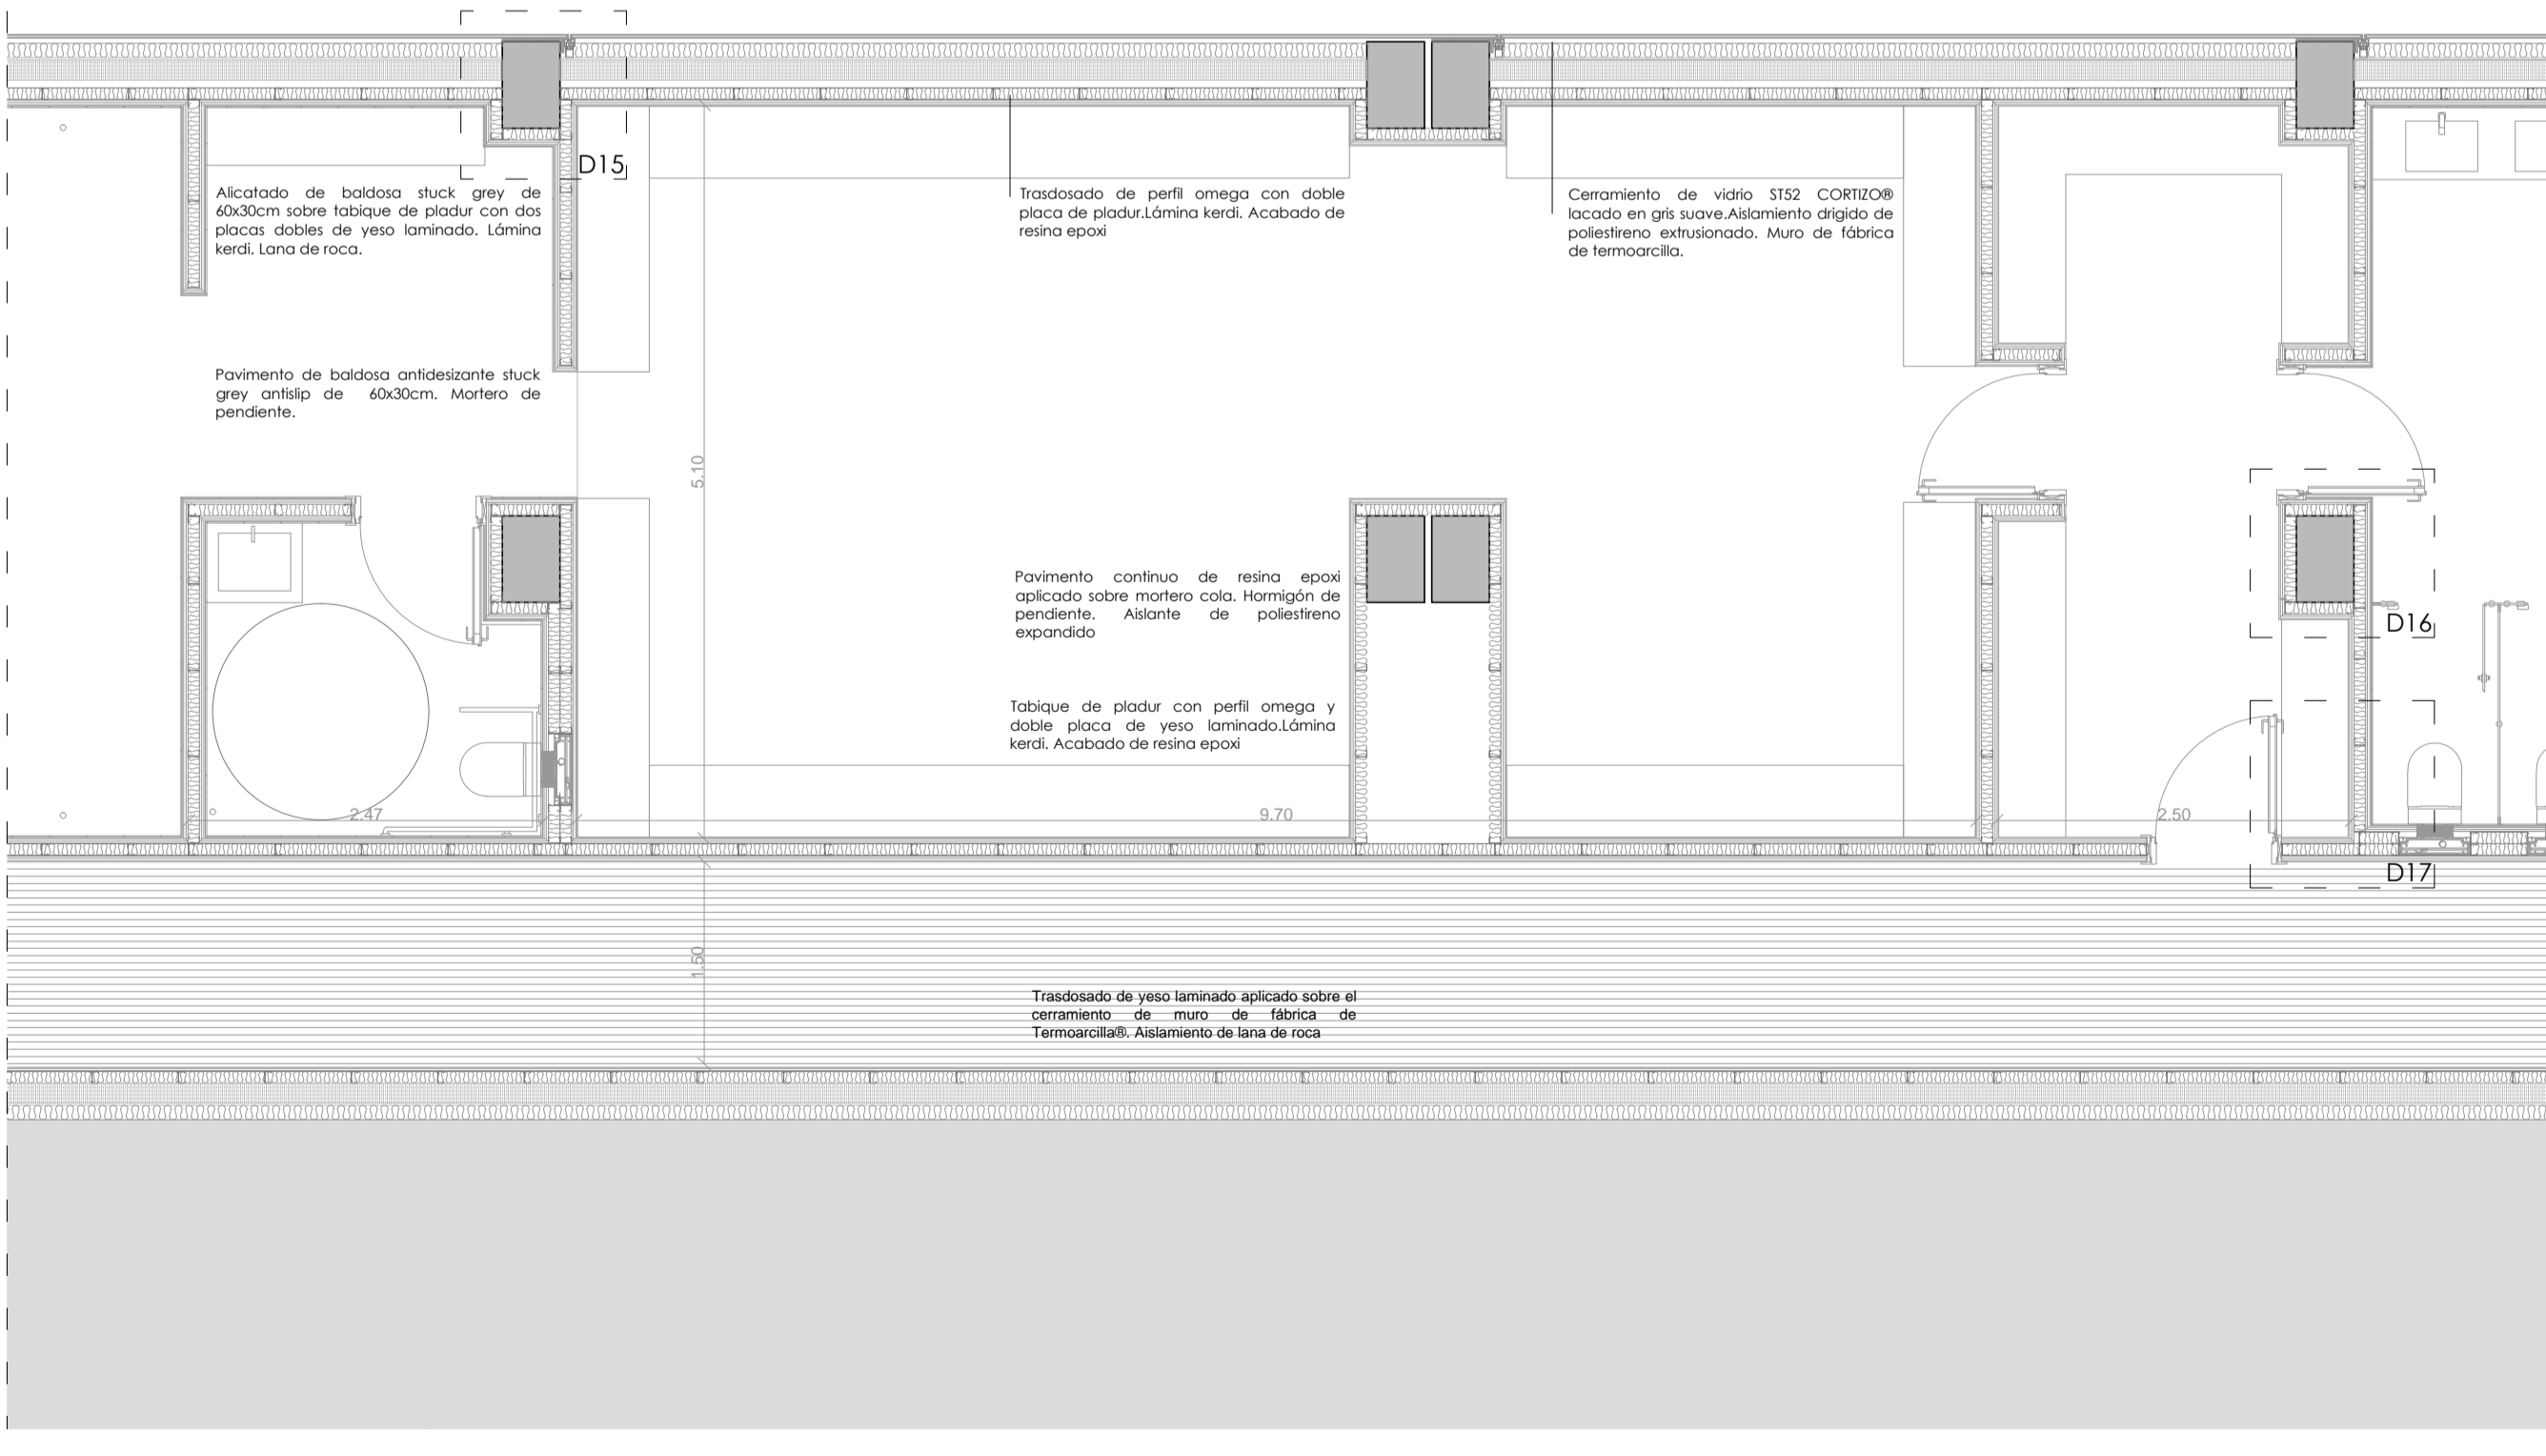 D15
Alicatado de baldosa stuck grey de
60x30cm sobre tabique de pladur con dos
placas dobles de yeso laminado. Lámina
kerdi. Lana de roca.
Trasdosado de perfil omega con doble
placa de pladur.Lámina kerdi. Acabado de
resina epoxi
Cerramiento de vidrio ST52 CORTIZO®
lacado en gris suave.Aislamiento drigido de
poliestireno extrusionado. Muro de fábrica
de termoarcilla.
Pavimento de baldosa antidesizante stuck
grey antislip de 60x30cm. Mortero de
pendiente.
5.10
Pavimento continuo de resina epoxi
aplicado sobre mortero cola. Hormigón de
pendiente. Aislante de poliestireno
expandido
D16
Tabique de pladur con perfil omega y
doble placa de yeso laminado.Lámina
kerdi. Acabado de resina epoxi
2.47
9.70
2.50
D17
1.50
Trasdosado de yeso laminado aplicado sobre el
cerramiento de muro de fábrica de
Termoarcilla®. Aislamiento de lana de roca